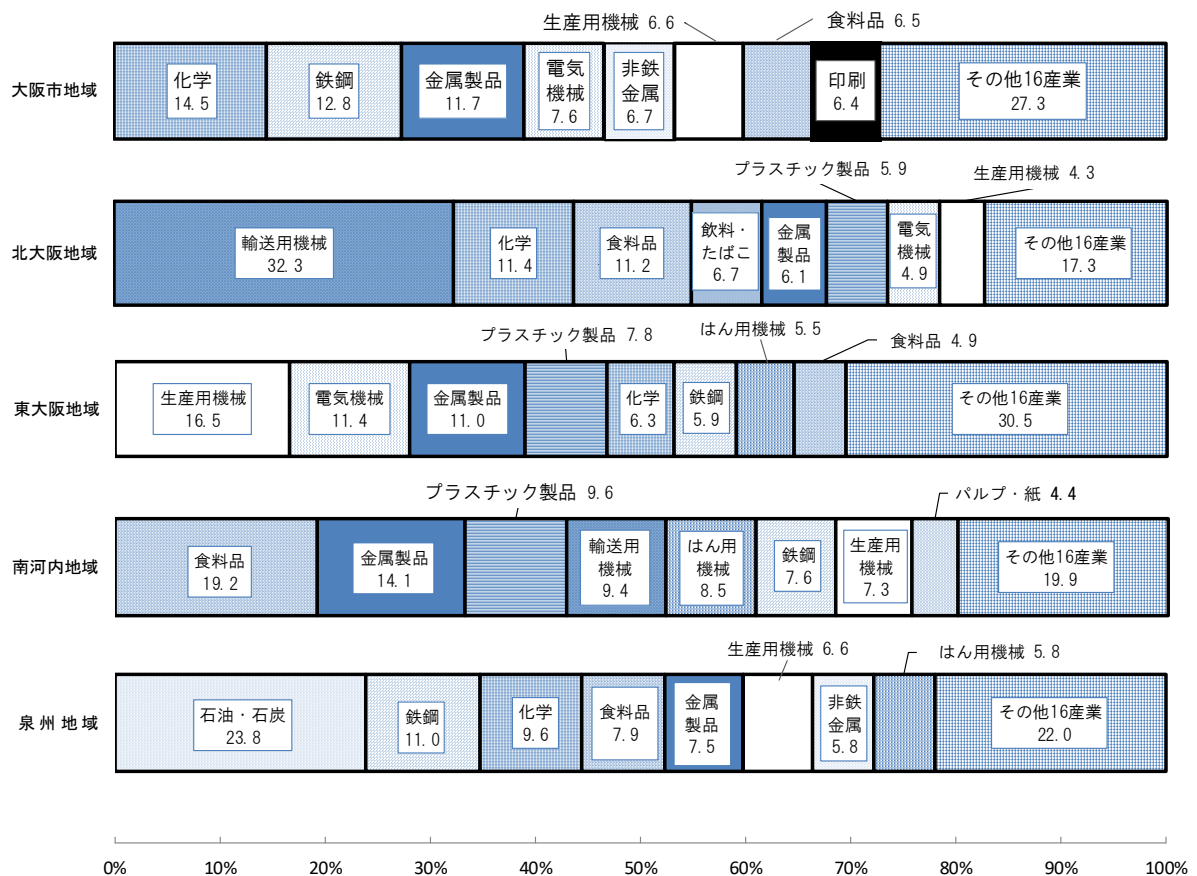 生産用機械 6.6
食料品 6.5
大阪市地域
化学
14.5
鉄鋼
12.8
金属製品
11.7
電気
機械
7.6
非鉄
金属
6.7
印刷
6.4
その他16産業
27.3
プラスチック製品 5.9
生産用機械 4.3
北大阪地域
輸送用機械
32.3
化学
11.4
食料品
11.2
飲料・
たばこ
6.7
金属
製品
6.1
電気
機械
4.9
その他16産業
17.3
プラスチック製品 7.8
はん用機械 5.5
食料品 4.9
東大阪地域
生産用機械
16.5
電気機械
11.4
金属製品
11.0
化学
6.3
鉄鋼
5.9
その他16産業
30.5
プラスチック製品 9.6
パルプ・紙 4.4
南河内地域
食料品
19.2
金属製品
14.1
輸送用
機械
9.4
はん用
機械
8.5
鉄鋼
7.6
生産用
機械
7.3
その他16産業
19.9
生産用機械 6.6
はん用機械 5.8
泉州地域
石油・石炭
23.8
鉄鋼
11.0
化学
9.6
食料品
7.9
金属
製品
7.5
非鉄
金属
5.8
その他16産業
22.0
0% 10% 20% 30% 40% 50% 60% 70% 80% 90% 100%